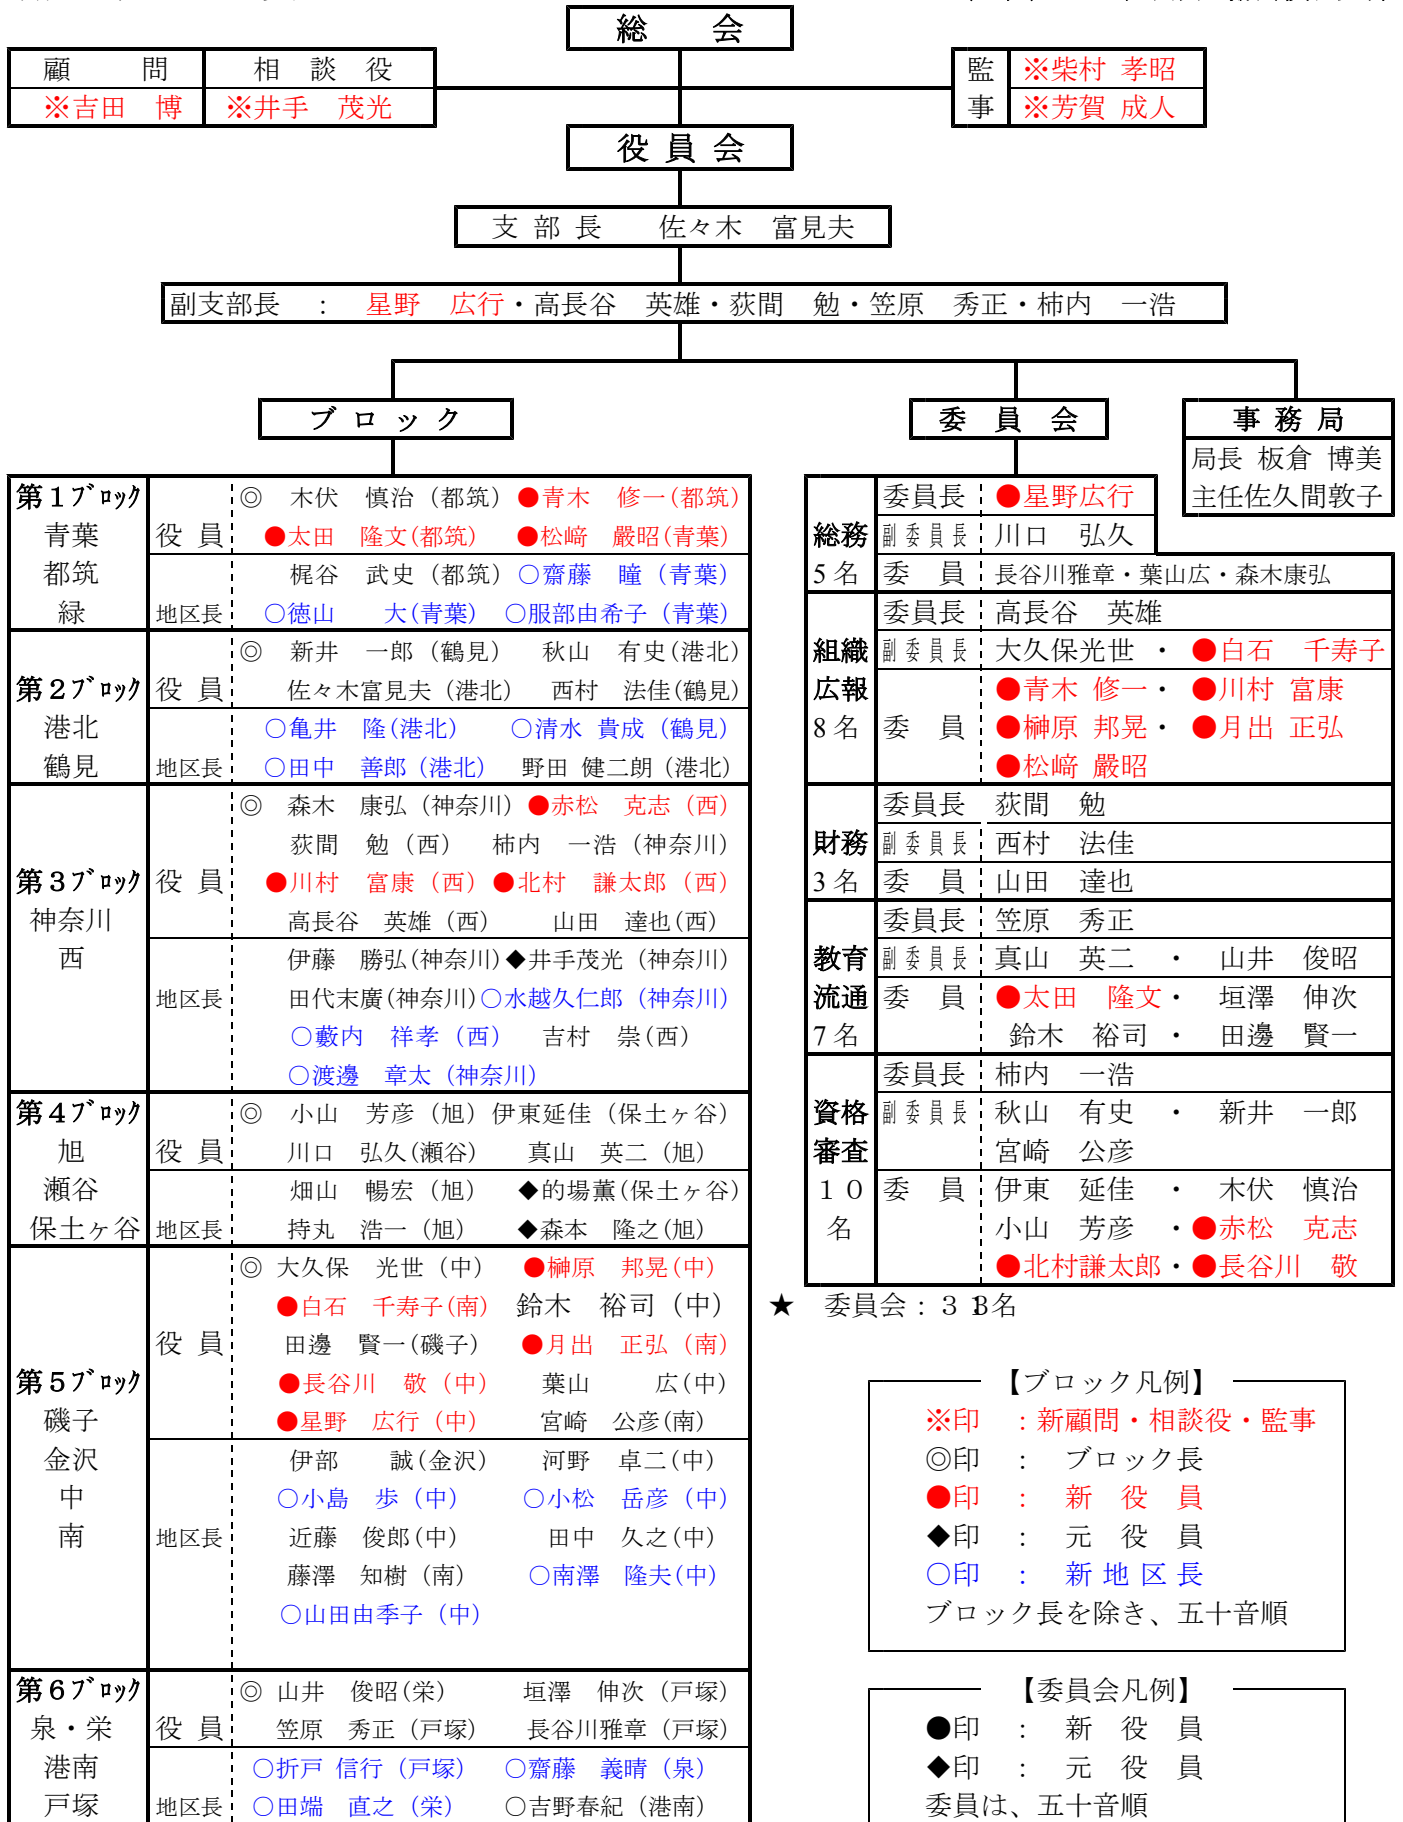 総　会
顧　問　相　談　役
※吉田　博　※井手　茂光
監事　※柴村 孝昭
※芳賀 成人
役 員 会
支 部 長　佐々木　富見夫
副支部長　：　星野　広行・高長谷　英雄・荻間　勉・笠原　秀正・柿内　一浩
ブ ロ ッ ク
委　員　会
事 務 局
局長 板倉 博美
主任佐久間敦子
第１ブロック
青葉
都筑
緑
役 員
◎　木伏　慎治（都筑）●青木　修一(都筑)
●太田　隆文(都筑)　●松﨑　嚴昭(青葉)
地区長
梶谷　武史（都筑）○齋藤　瞳（青葉）
○徳山　大(青葉)　○服部由希子（青葉）
第２ブロック
港北
鶴見
役 員
◎　新井　一郎（鶴見）　秋山　有史(港北)
佐々木富見夫（港北）　西村　法佳(鶴見)
地区長
○亀井　隆(港北)　○清水 貴成（鶴見）
○田中　善郎（港北）　野田 健二朗（港北）
第３ブロック
神奈川
西
役 員
◎　森木　康弘（神奈川）●赤松　克志（西）
荻間　勉（西）　柿内　一浩（神奈川）
●川村　富康（西）●北村　謙太郎（西）
高長谷　英雄（西）　山田　達也(西)
地区長
伊藤　勝弘(神奈川)◆井手茂光（神奈川）
田代末廣(神奈川)○水越久仁郎（神奈川）
○藪内　祥孝（西）　吉村　崇(西)
○渡邊　章太（神奈川）
第４ブロック
旭
瀬谷
保土ヶ谷
役 員
◎　小山　芳彦（旭）伊東延佳（保土ヶ谷）
川口　弘久(瀬谷)　真山　英二（旭）
地区長
畑山　暢宏（旭）　◆的場薫(保土ヶ谷)
持丸　浩一（旭）　◆森本　隆之(旭)
第５ブロック
磯子
金沢
中
南
役 員
◎ 大久保　光世（中）　●榊原　邦晃(中)
●白石　千寿子(南)　鈴木　裕司（中）
田邊　賢一(磯子)　●月出　正弘（南）
●長谷川　敬（中）　葉山　広(中)
●星野　広行（中）　宮崎　公彦(南)
地区長
伊部　誠(金沢)　河野　卓二(中)
○小島　歩（中）　○小松　岳彦（中）
近藤　俊郎(中)　田中　久之(中)
藤澤　知樹（南）　○南澤　隆夫(中)
○山田由季子（中）
第６ブロック
泉・栄
港南
戸塚
役 員
◎ 山井　俊昭(栄)　垣澤　伸次（戸塚）
笠原　秀正（戸塚）　長谷川雅章（戸塚）
地区長
○折戸 信行（戸塚）　○齋藤　義晴（泉）
○田端　直之（栄）　○吉野春紀（港南）
総務
5 名
委員長　●星野広行
副委員長　川口　弘久
委　員　長谷川雅章・葉山広・森木康弘
組織
広報
8 名
委員長　高長谷　英雄
副委員長　大久保光世 ・ ●白石　千寿子
委　員
●青木 修一・ ●川村 富康
●榊原 邦晃・ ●月出 正弘
●松﨑 嚴昭
財務
3 名
委員長　荻間　勉
副委員長　西村　法佳
委　員　山田　達也
教育
流通
7 名
委員長　笠原　秀正
副委員長　真山　英二　・　山井　俊昭
委　員　●太田　隆文・　垣澤　伸次
鈴木　裕司 ・　田邊　賢一
資格
審査
１０
名
委員長　柿内　一浩
副委員長　秋山　有史　・　新井　一郎
宮崎　公彦
委　員　伊東　延佳　・　木伏　慎治
小山　芳彦　・●赤松　克志
●北村謙太郎・●長谷川　敬
★　委員会：３　名
【ブロック凡例】
※印　：新顧問・相談役・監事
◎印　：　ブロック長
●印　：　新　役　員
◆印　：　元　役　員
○印　：　新 地 区 長
ブロック長を除き、五十音順
【委員会凡例】
●印　：　新　役　員
◆印　：　元　役　員
委員は、五十音順